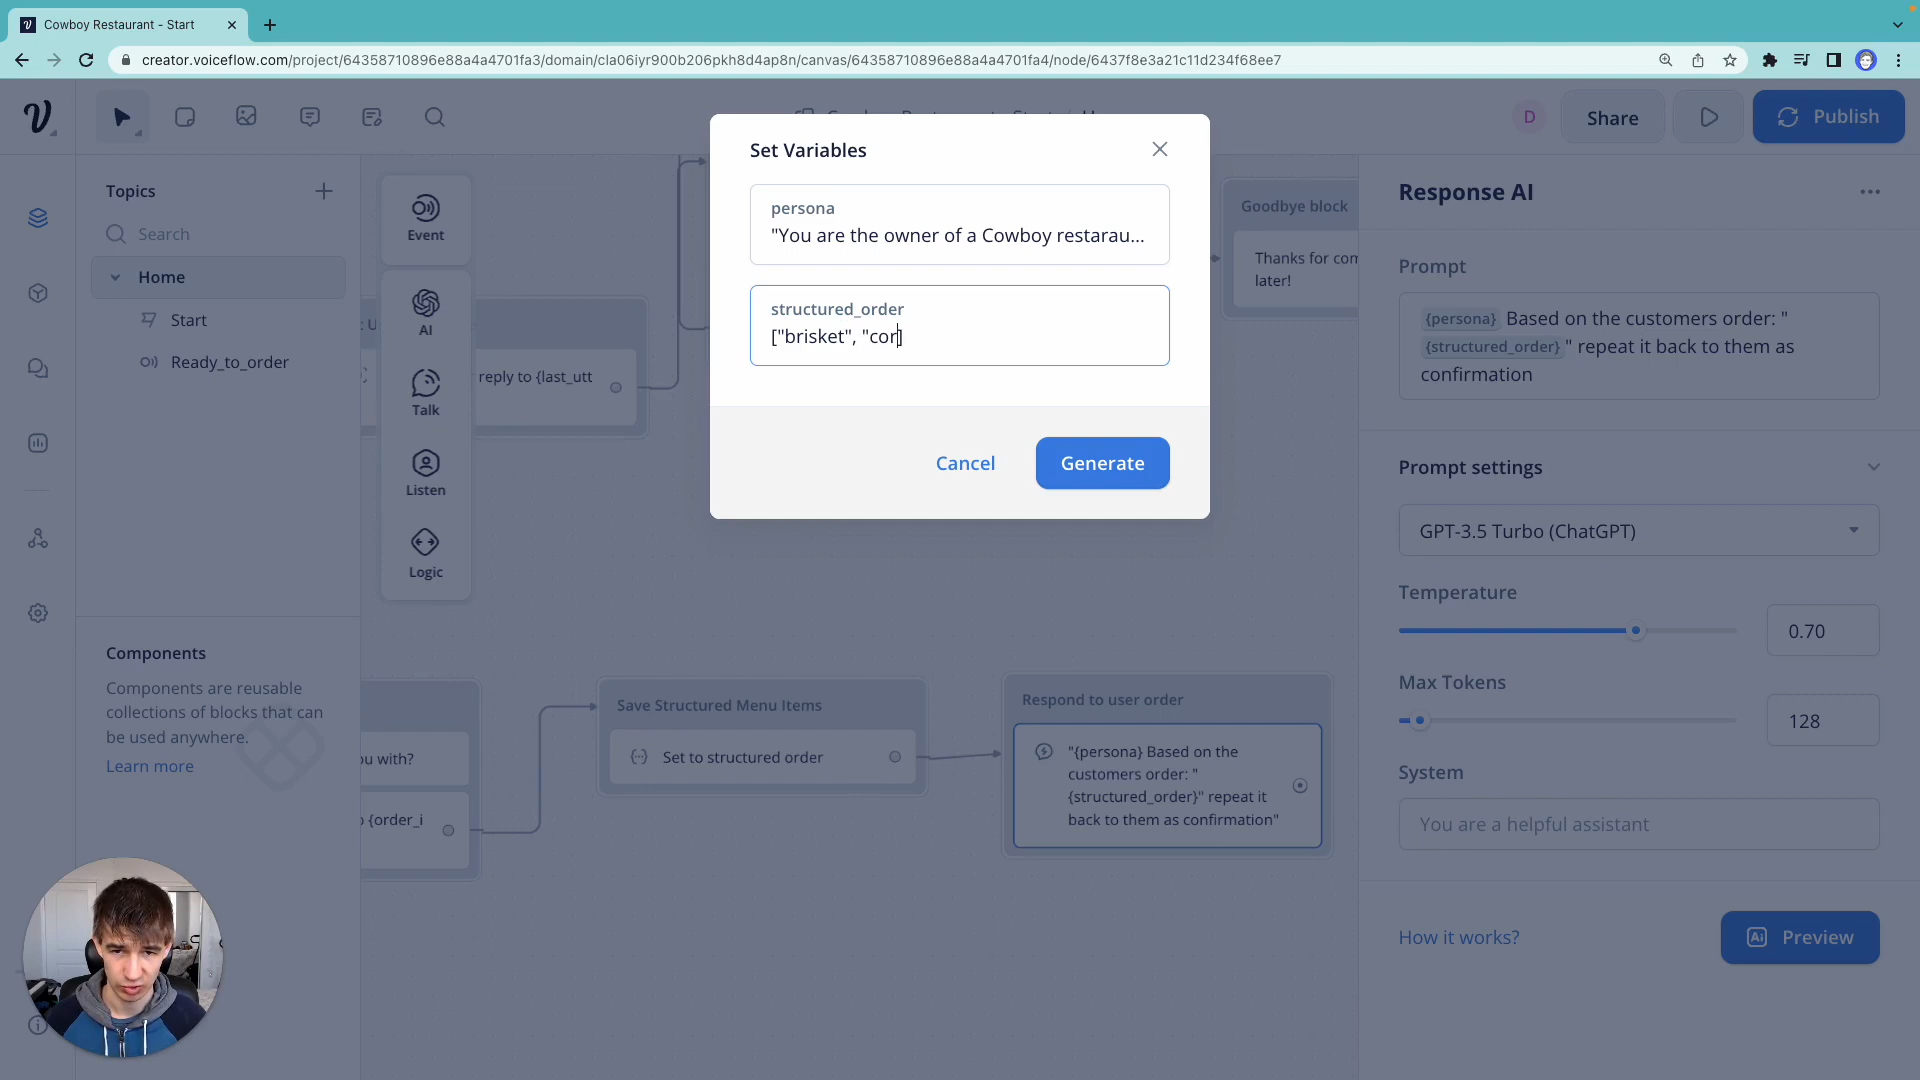 Cowboy Restaurant - Start
creator.voiceflow.com/project/64358710896e88a4a4701fa3/domain/cla06iyr900b206pkh8d4ap8n/canvas/64358710896e88a4a4701fa4/node/6437f8e3a21c11d234f68ee7
D
Share
Publish
Topics
Search
Home
Start
Ready_to_order
Components
Components are reusable
collections of blocks that can
be used anywhere.
Learn more
Event
AI
Talk
Listen
Logic
reply to {last_utt
Set Variables
persona
"You are the owner of a Cowboy restarau...
structured_order
["brisket", "cor]
Cancel
Generate
Goodbye block
Thanks for com
later!
ou with?
o {order_i
Save Structured Menu Items
Set to structured order
Respond to user order
"{persona} Based on the
customers order: "
{structured_order}" repeat it
back to them as confirmation"
Response AI
Prompt
{persona} Based on the customers order: "
{structured_order}" repeat it back to them as
confirmation
Prompt settings
GPT-3.5 Turbo (ChatGPT)
Temperature
0.70
Max Tokens
128
System
You are a helpful assistant
How it works?
Ai Preview